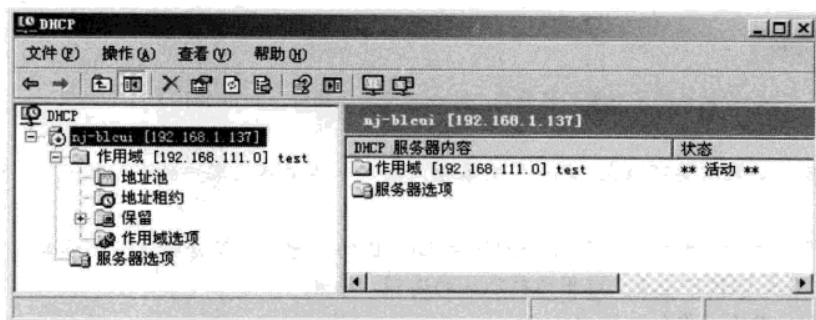 DHCP
文件(F) 操作(A) 查看(V) 帮助(H)
DHCP
nj-blcui [192.168.1.137]
作用域 [192.168.111.0] test
地址池
地址租约
保留
作用域选项
服务器选项
nj-blcui [192.168.1.137]
DHCP 服务器内容 状态
作用域 [192.168.111.0] test ** 活动 **
服务器选项